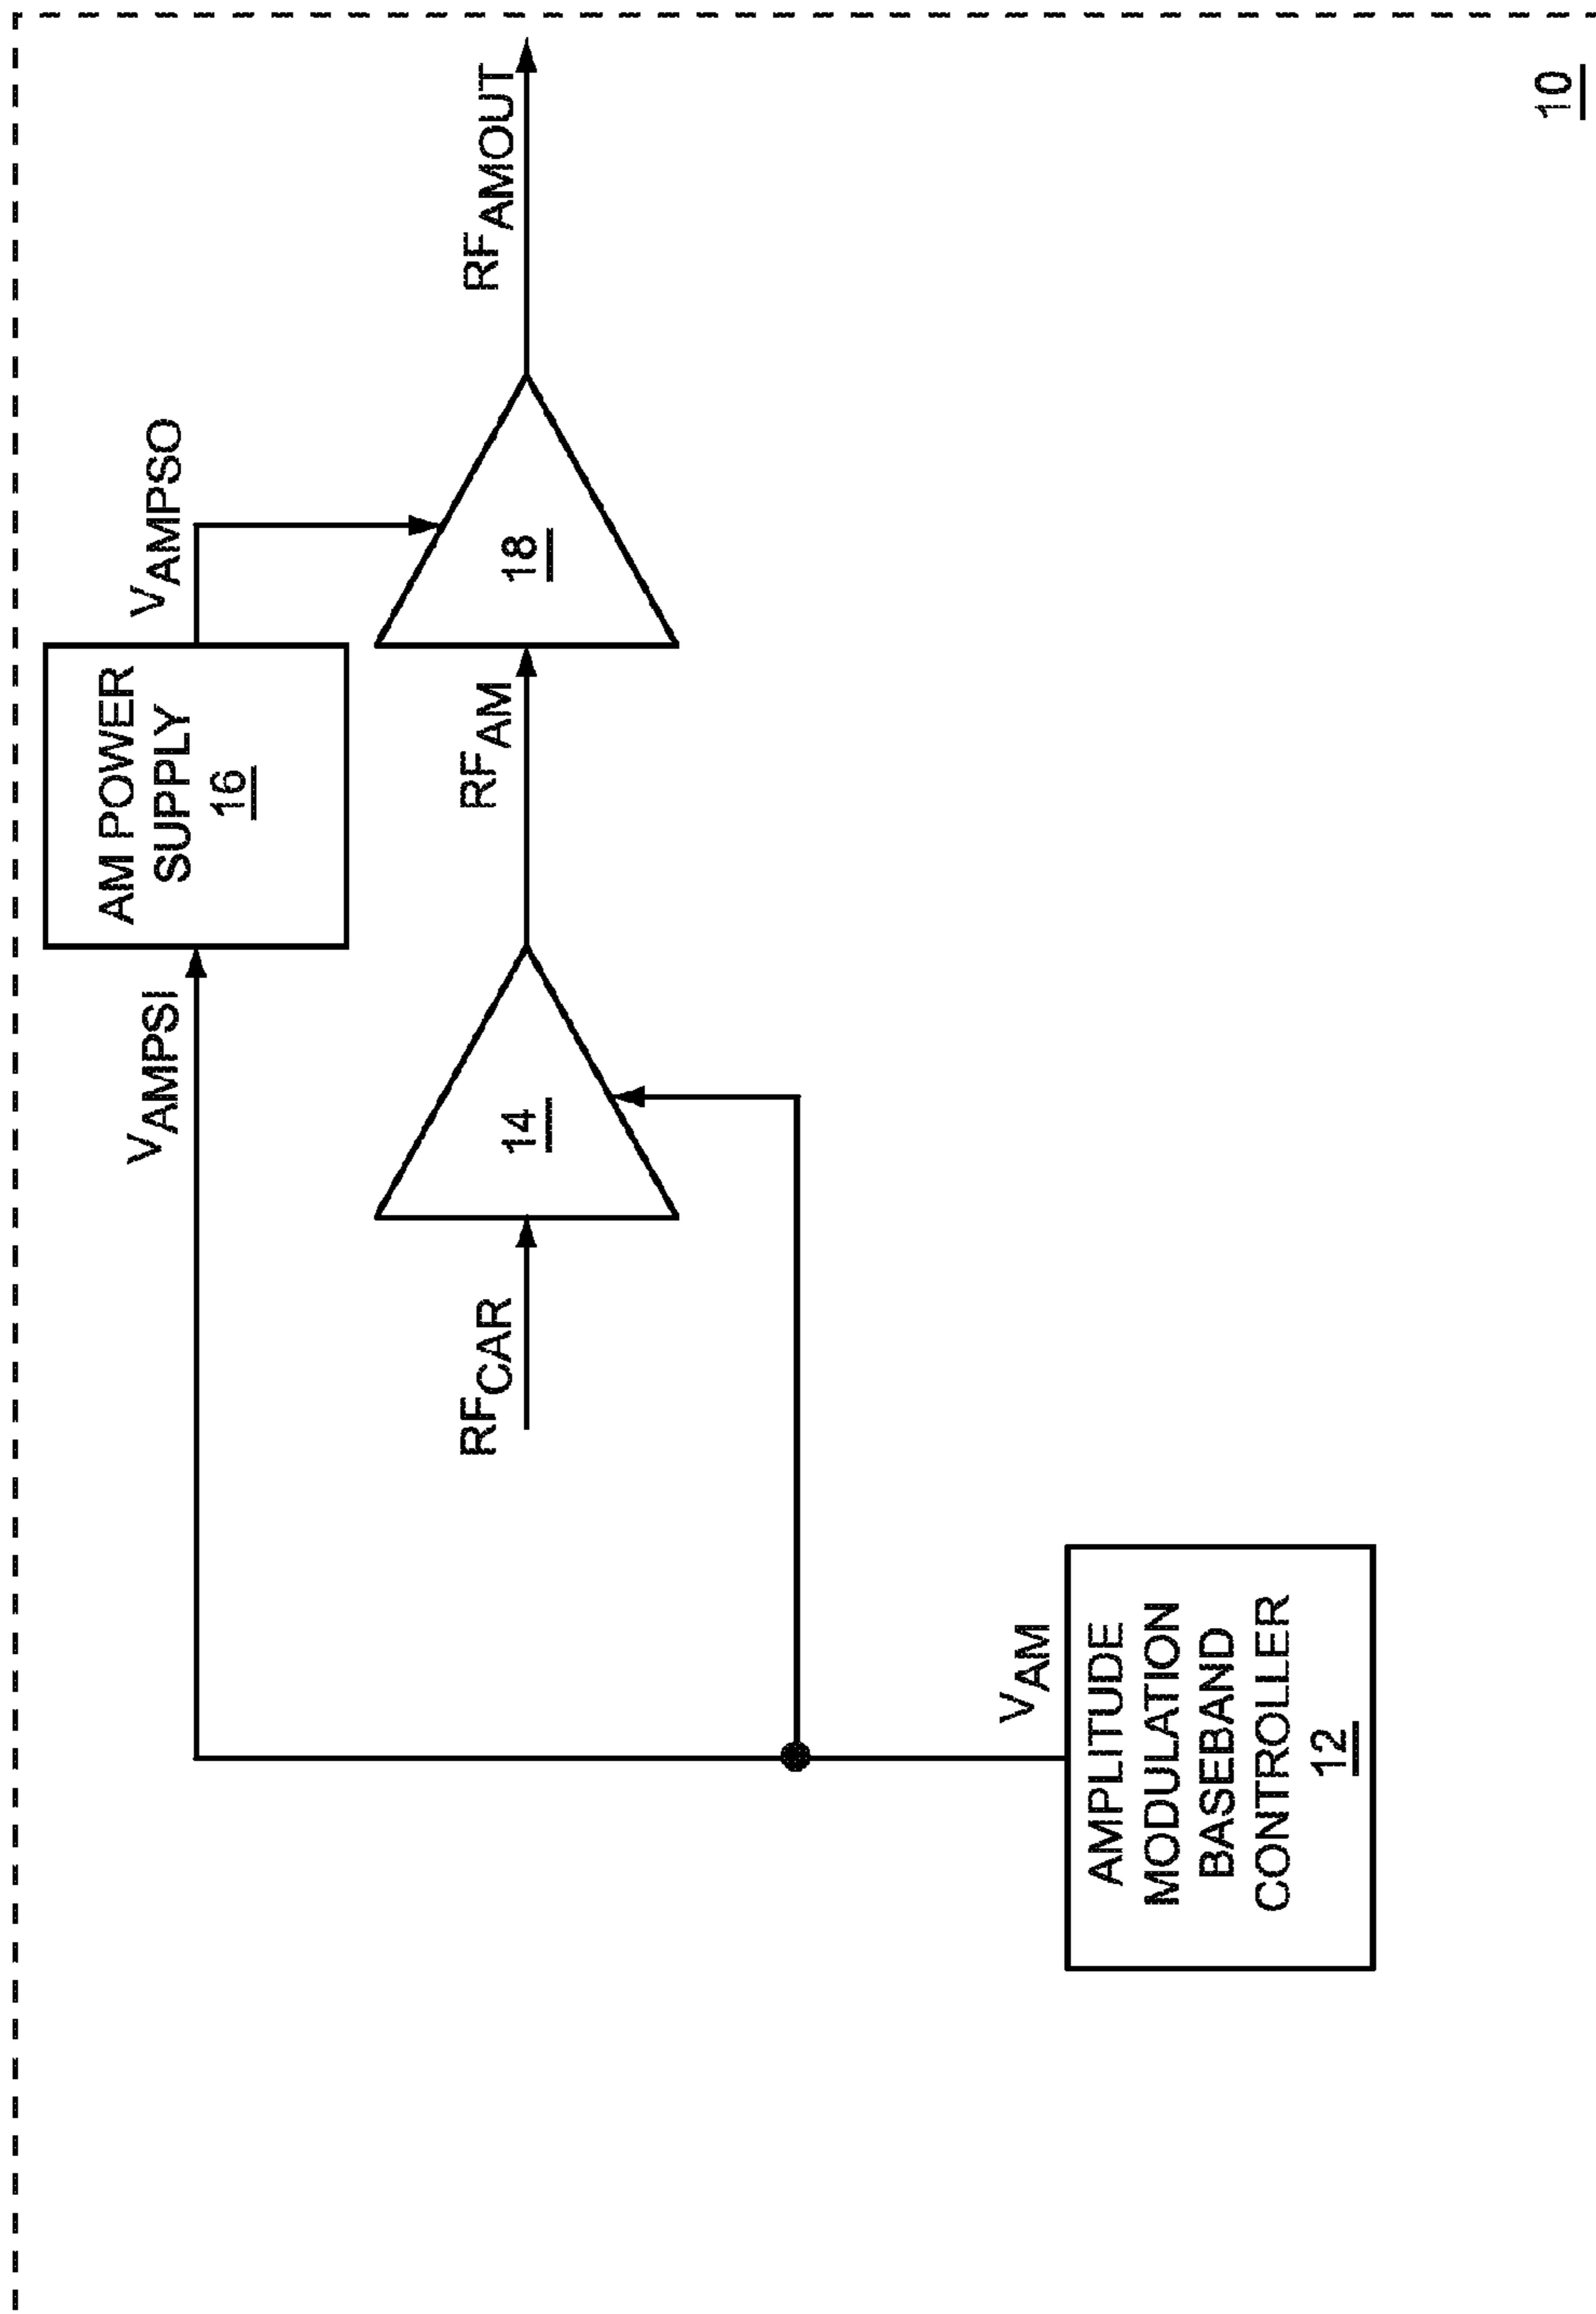 AM POWER
SUPPLY
16
VAMPSI
VAMPSO
RFCAR
14
RFAM
18
RFAMOUT
VAM
AMPLITUDE
MODULATION
BASEBAND
CONTROLLER
12
10